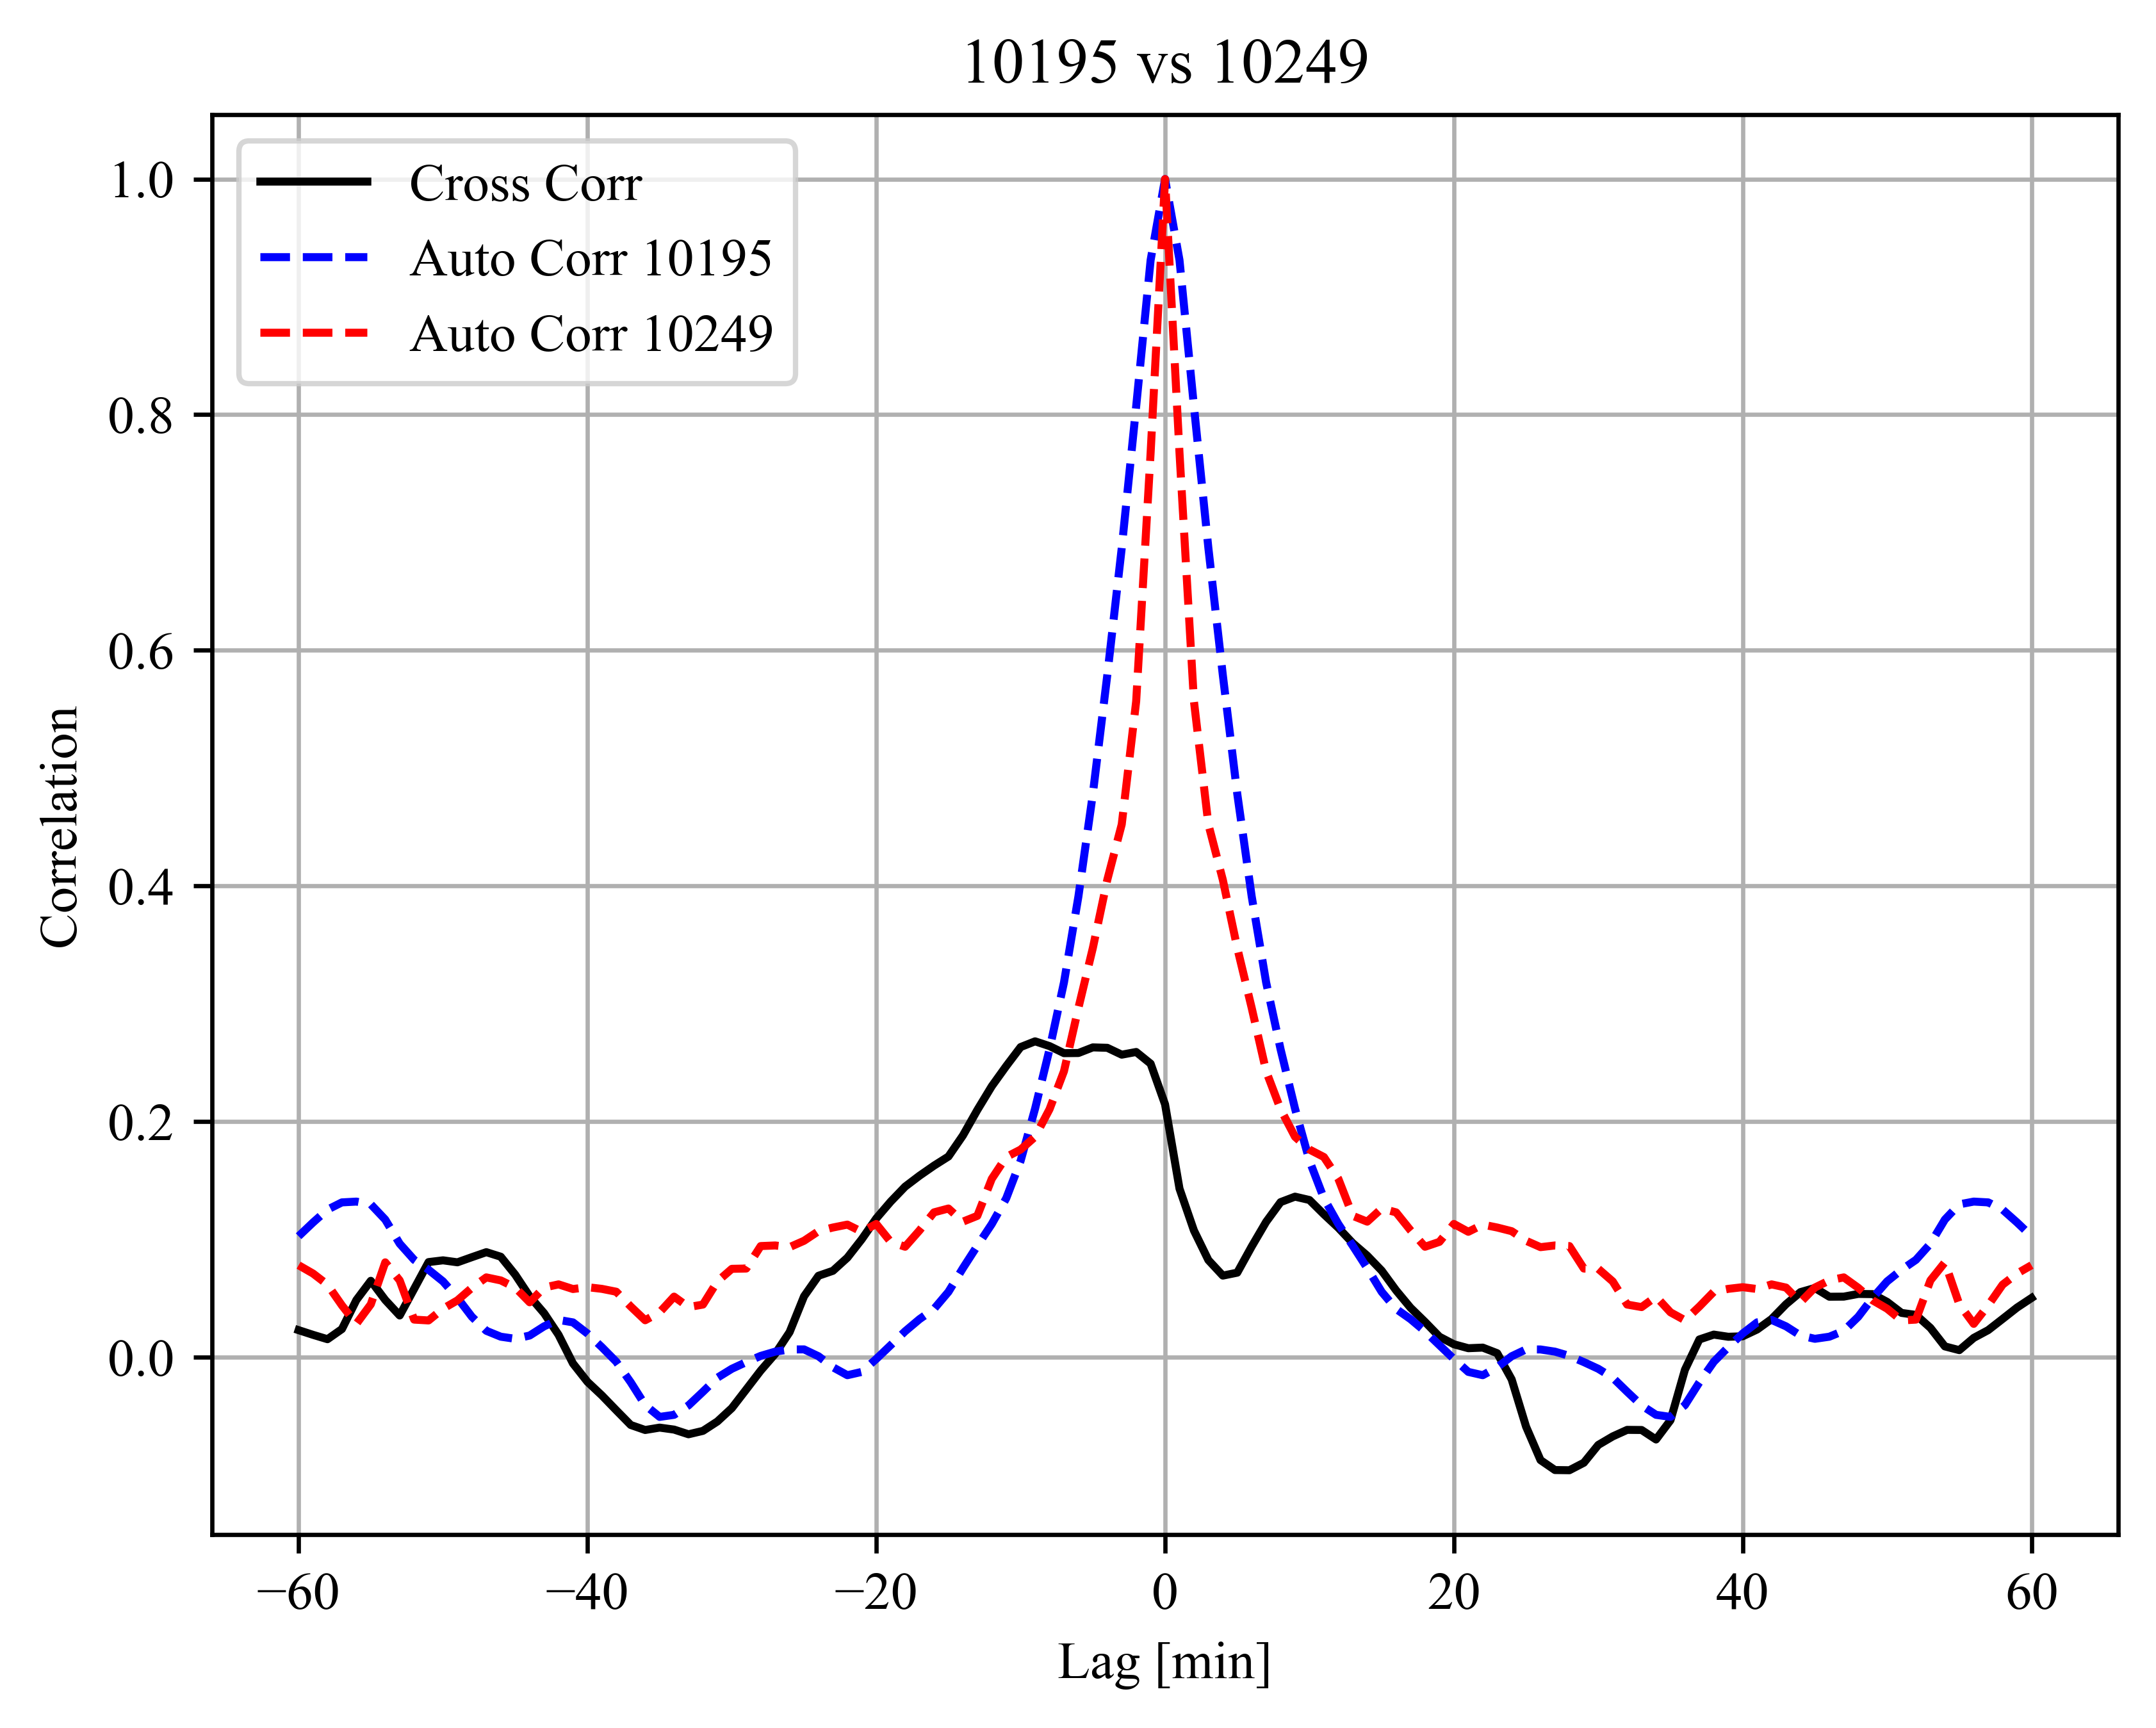 10195 vs 10249
Cross Corr
Auto Corr 10195
Auto Corr 10249
1.0
0.8
0.6
0.4
0.2
0.0
Correlation
−60
−40
−20
0
20
40
60
Lag [min]